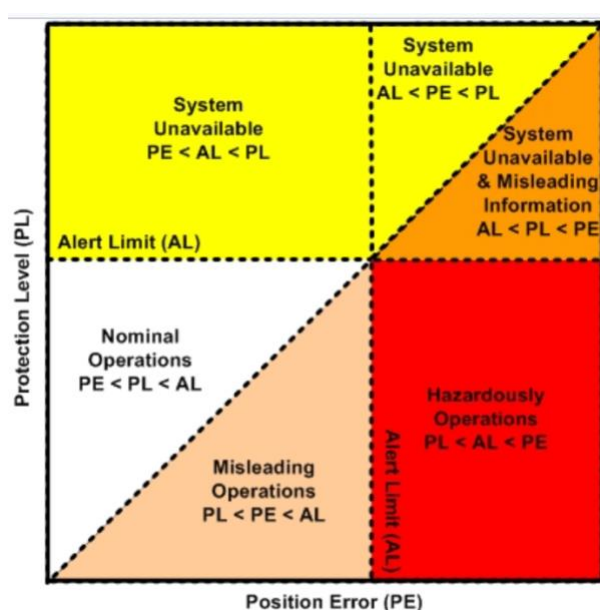 System
Unavailable
AL < PE < PL
System
Unavailable
PE < AL < PL
System
Unavailable
& Misleading
Information
AL < PL < PE
Protection Level (PL)
Alert Limit (AL)
Nominal
Operations
PE < PL < AL
Hazardously
Operations
PL < AL < PE
Alert Limit (AL)
Misleading
Operations
PL < PE < AL
Position Error (PE)